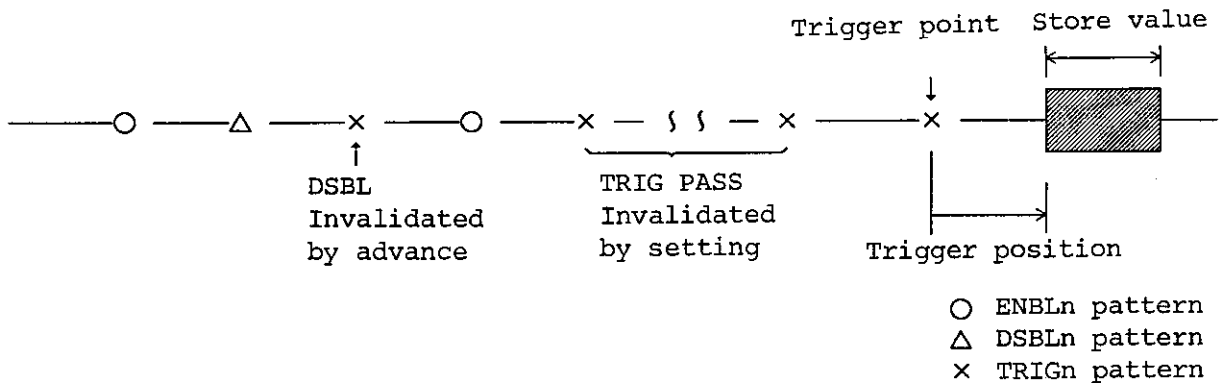 Trigger point Store value
DSBL
Invalidated
by advance
TRIG PASS
Invalidated
by setting
Trigger position
ENBLn pattern
DSBLn pattern
TRIGn pattern